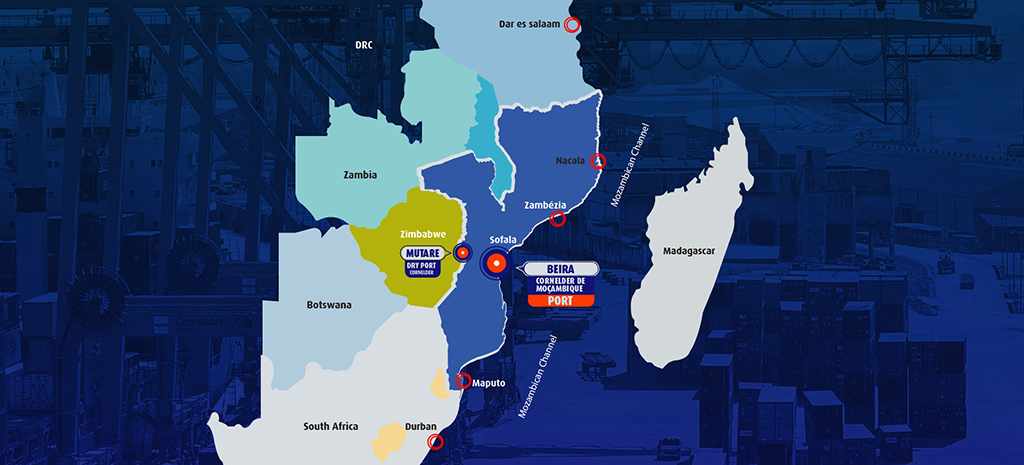 Dar es salaam
DRC
Nacala
Mozambican Channel
Zambia
Zambézia
Zimbabwe
Sofala
Madagascar
MUTARE
DRY PORT
CORNELDER
BEIRA
CORNELDER DE
MOÇAMBIQUE
PORT
Botswana
Mozambican Channel
Maputo
South Africa
Durban